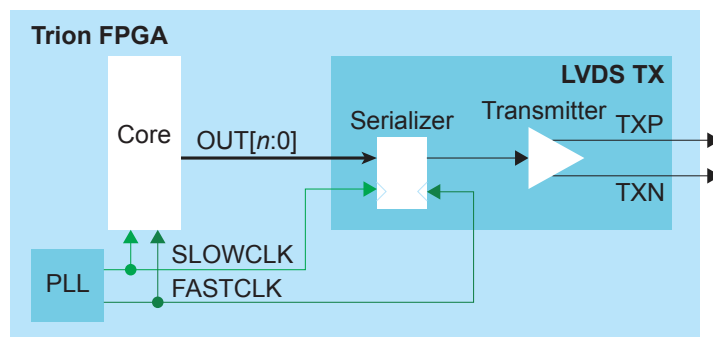 Trion FPGA
LVDS TX
Core
OUT[n:0]
Serializer
Transmitter
TXP
TXN
SLOWCLK
PLL
FASTCLK